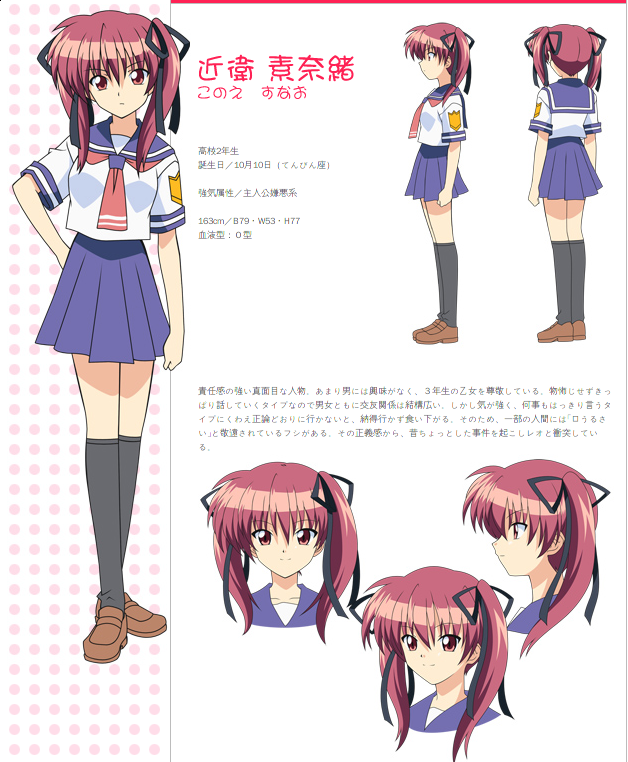 近衛 素奈緒
このえ すなお
高校2年生
誕生日／10月10日（てんびん座）
強気属性／主人公嫌悪系
163cm／B79・W53・H77
血液型：O型
責任感の強い真面目な人物。あまり男には興味がなく、３年生の乙女を尊敬している。物怖じせずきっ
ぱり話していくタイプなので男女ともに交友関係は結構広い。しかし気が強く、何事もはっきり言うタ
イプにくわえ正論どおりに行かないと、納得行かず食い下がる。そのため、一部の人間には「口うるさ
い」と敬遠されているフシがある。その正義感から、昔ちょっとした事件を起こしレオと衝突してい
る。